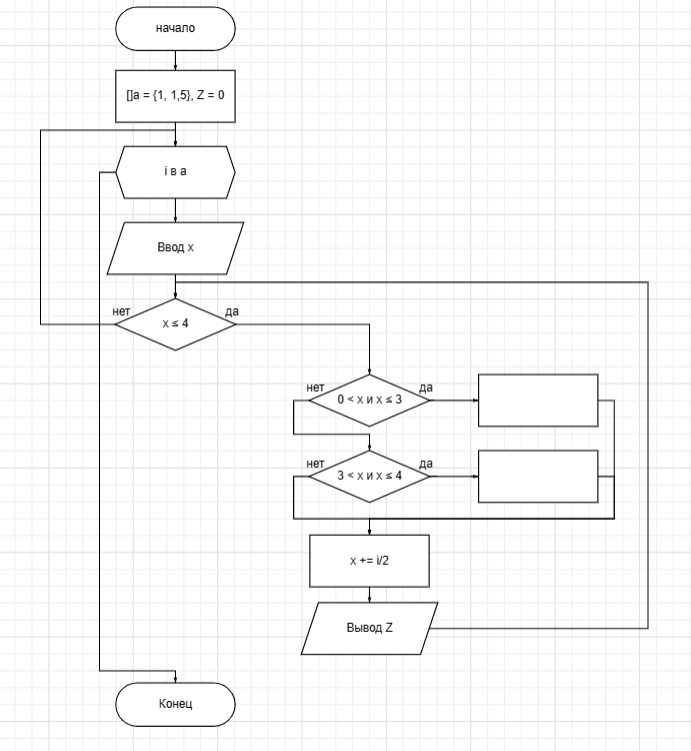 начало
[]a = {1, 1,5}, Z = 0
i в a
Ввод x
нет
да
x ≤ 4
нет
да
0 < x и x ≤ 3
нет
да
3 < x и x ≤ 4
x += i/2
Вывод Z
Конец